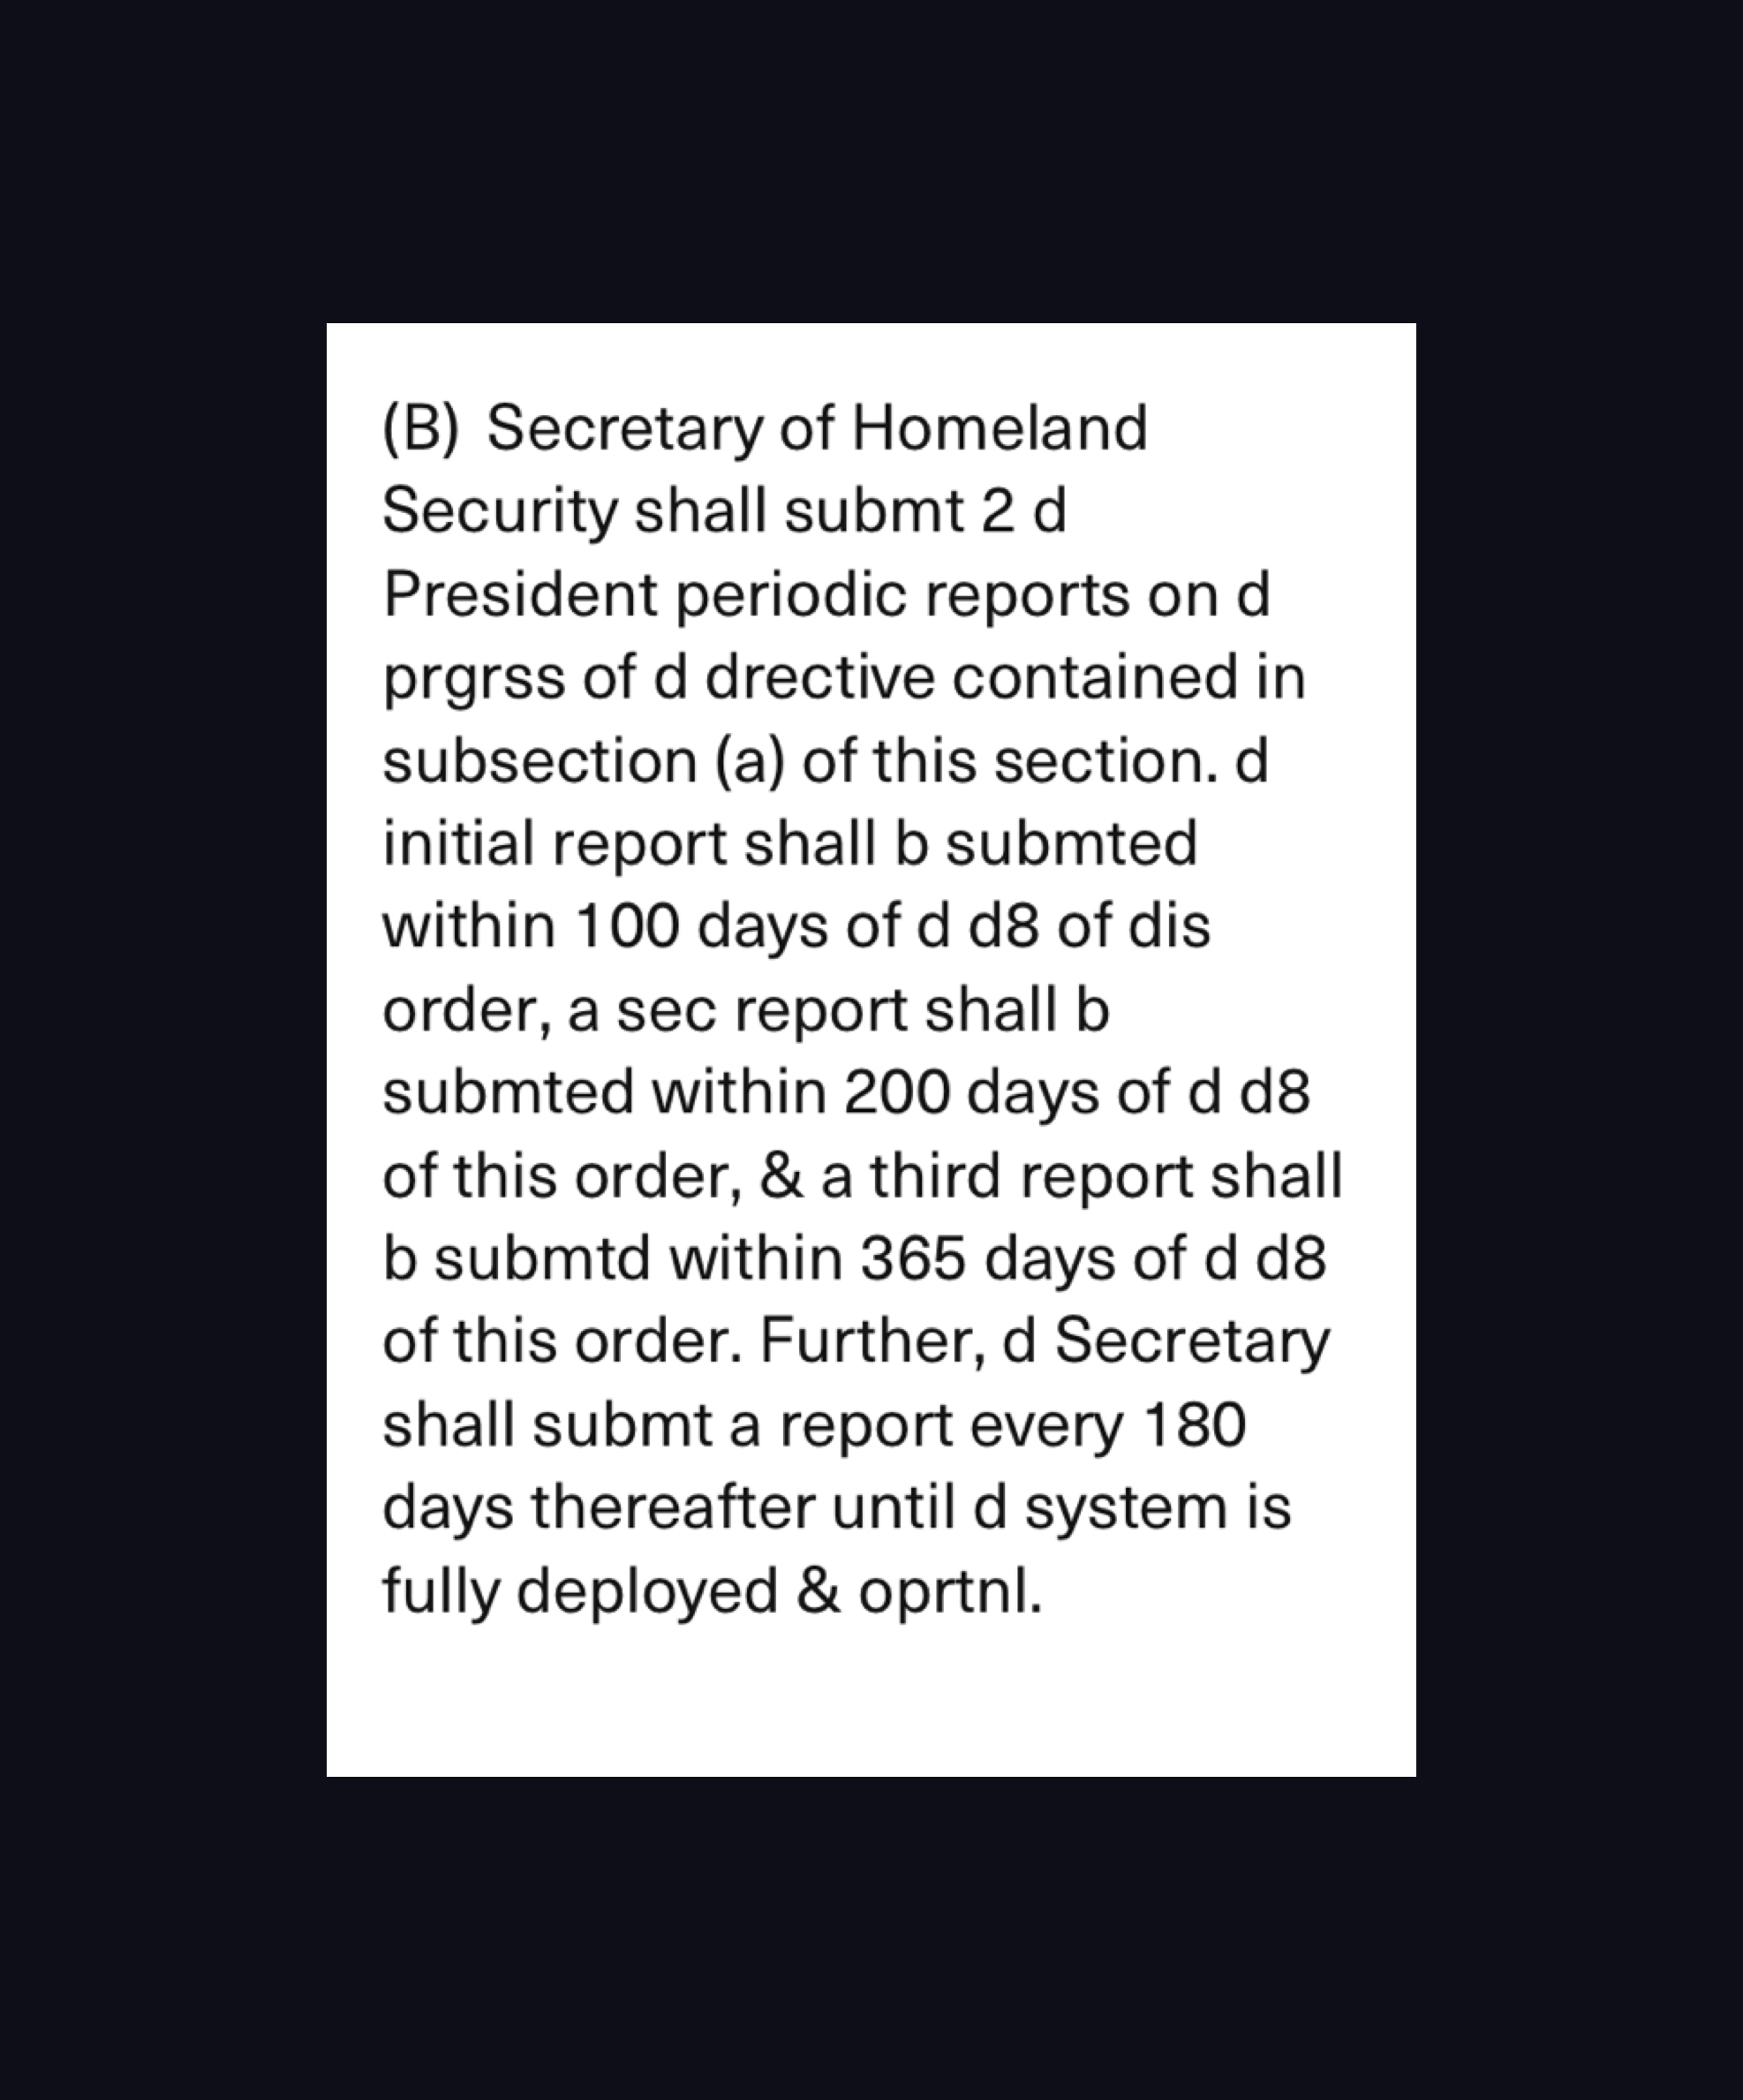 (B) Secretary of Homeland
Security shall submt 2 d
President periodic reports on d
prgrss of d drective contained in
subsection (a) of this section. d
initial report shall b submted
within 100 days of d d8 of dis
order, a sec report shall b
submted within 200 days of d d8
of this order, & a third report shall
b submtd within 365 days of d d8
of this order. Further, d Secretary
shall submt a report every 180
days thereafter until d system is
fully deployed & oprtnl.